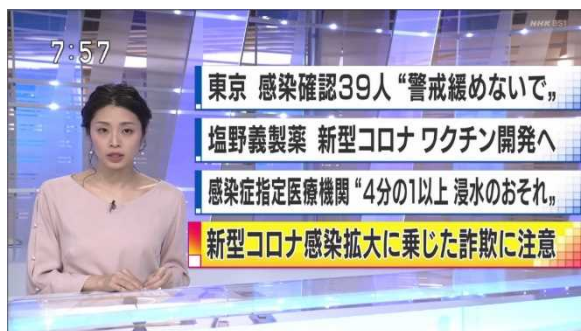 NHK BS1
7:57
東京 感染確認39人 “警戒緩めないで„
塩野義製薬 新型コロナ ワクチン開発へ
感染症指定医療機関 “4分の1以上 浸水のおそれ„
新型コロナ感染拡大に乗じた詐欺に注意